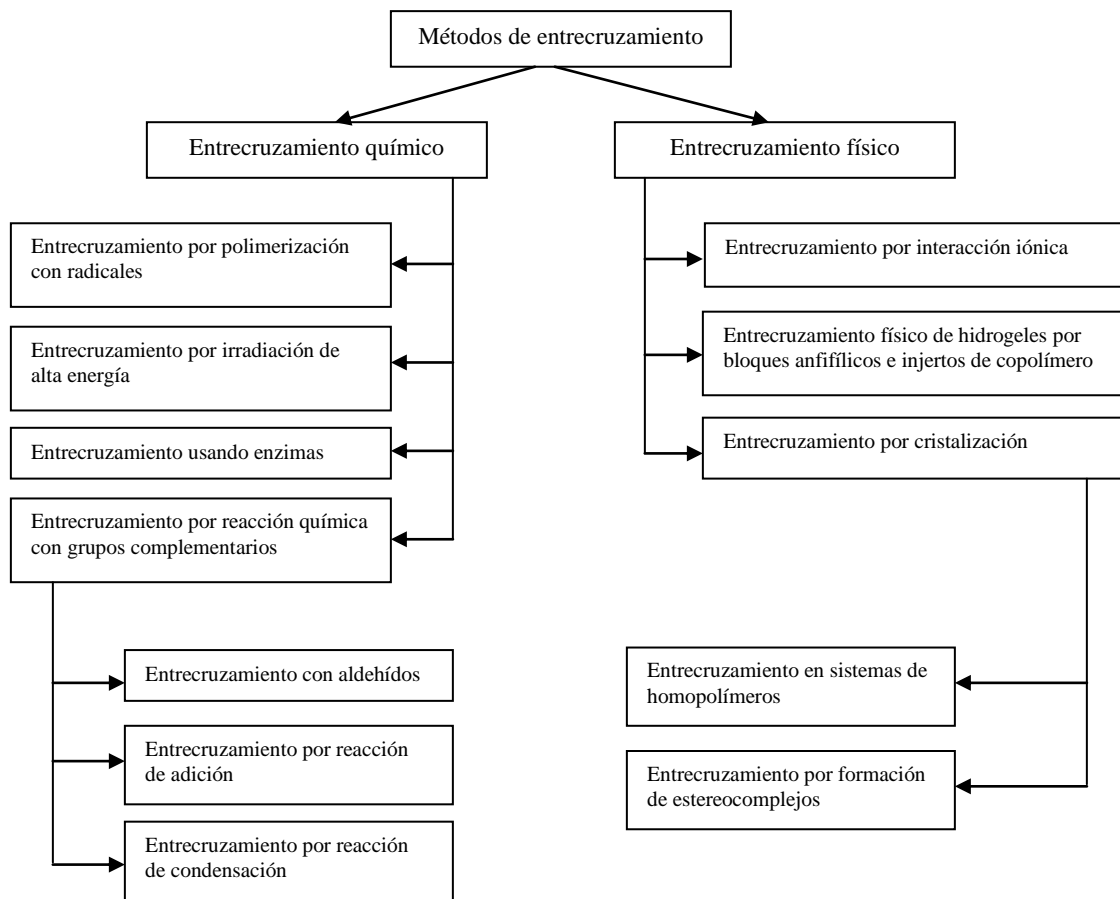 Métodos de entrecruzamiento
Entrecruzamiento químico
Entrecruzamiento físico
Entrecruzamiento por polimerización
con radicales
Entrecruzamiento por irradiación de
alta energía
Entrecruzamiento usando enzimas
Entrecruzamiento por reacción química
con grupos complementarios
Entrecruzamiento con aldehídos
Entrecruzamiento por reacción
de adición
Entrecruzamiento por reacción
de condensación
Entrecruzamiento por interacción iónica
Entrecruzamiento físico de hidrogeles por
bloques anfifílicos e injertos de copolímero
Entrecruzamiento por cristalización
Entrecruzamiento en sistemas de
homopolímeros
Entrecruzamiento por formación
de estereocomplejos